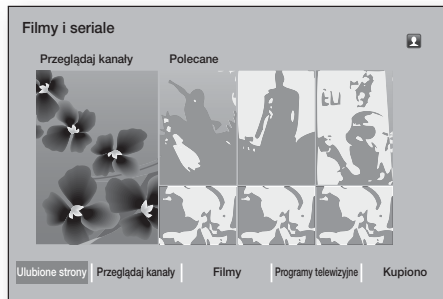 Filmy i seriale
Przeglądaj kanały Polecane
Ulubione strony Przeglądaj kanały Filmy Programy telewizyjne Kupiono